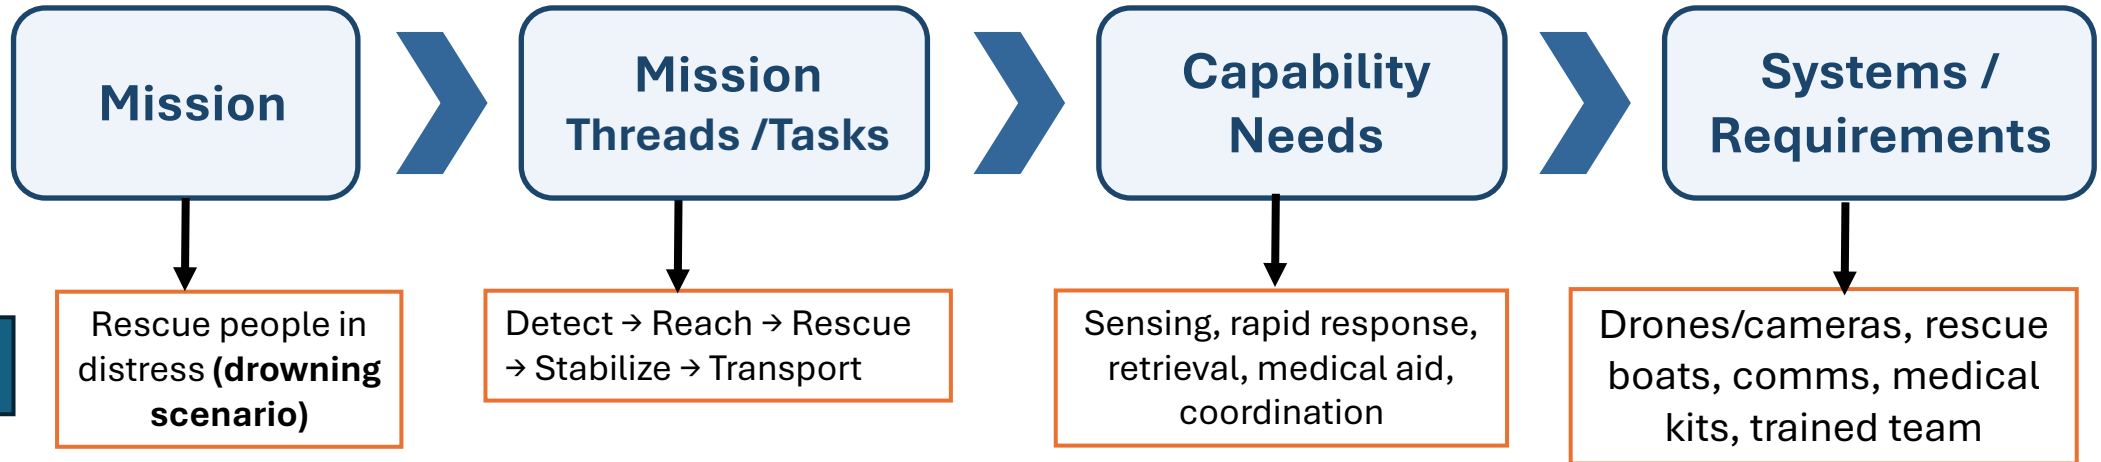 Mission
Mission
Threads /Tasks
Capability
Needs
Systems /
Requirements
Rescue people in
distress (drowning
scenario)
Detect → Reach → Rescue
→ Stabilize → Transport
Sensing, rapid response,
retrieval, medical aid,
coordination
Drones/cameras, rescue
boats, comms, medical
kits, trained team